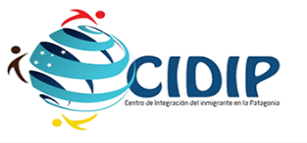 CIDIP
Centro de Integración del inmigrante en la Patagonia